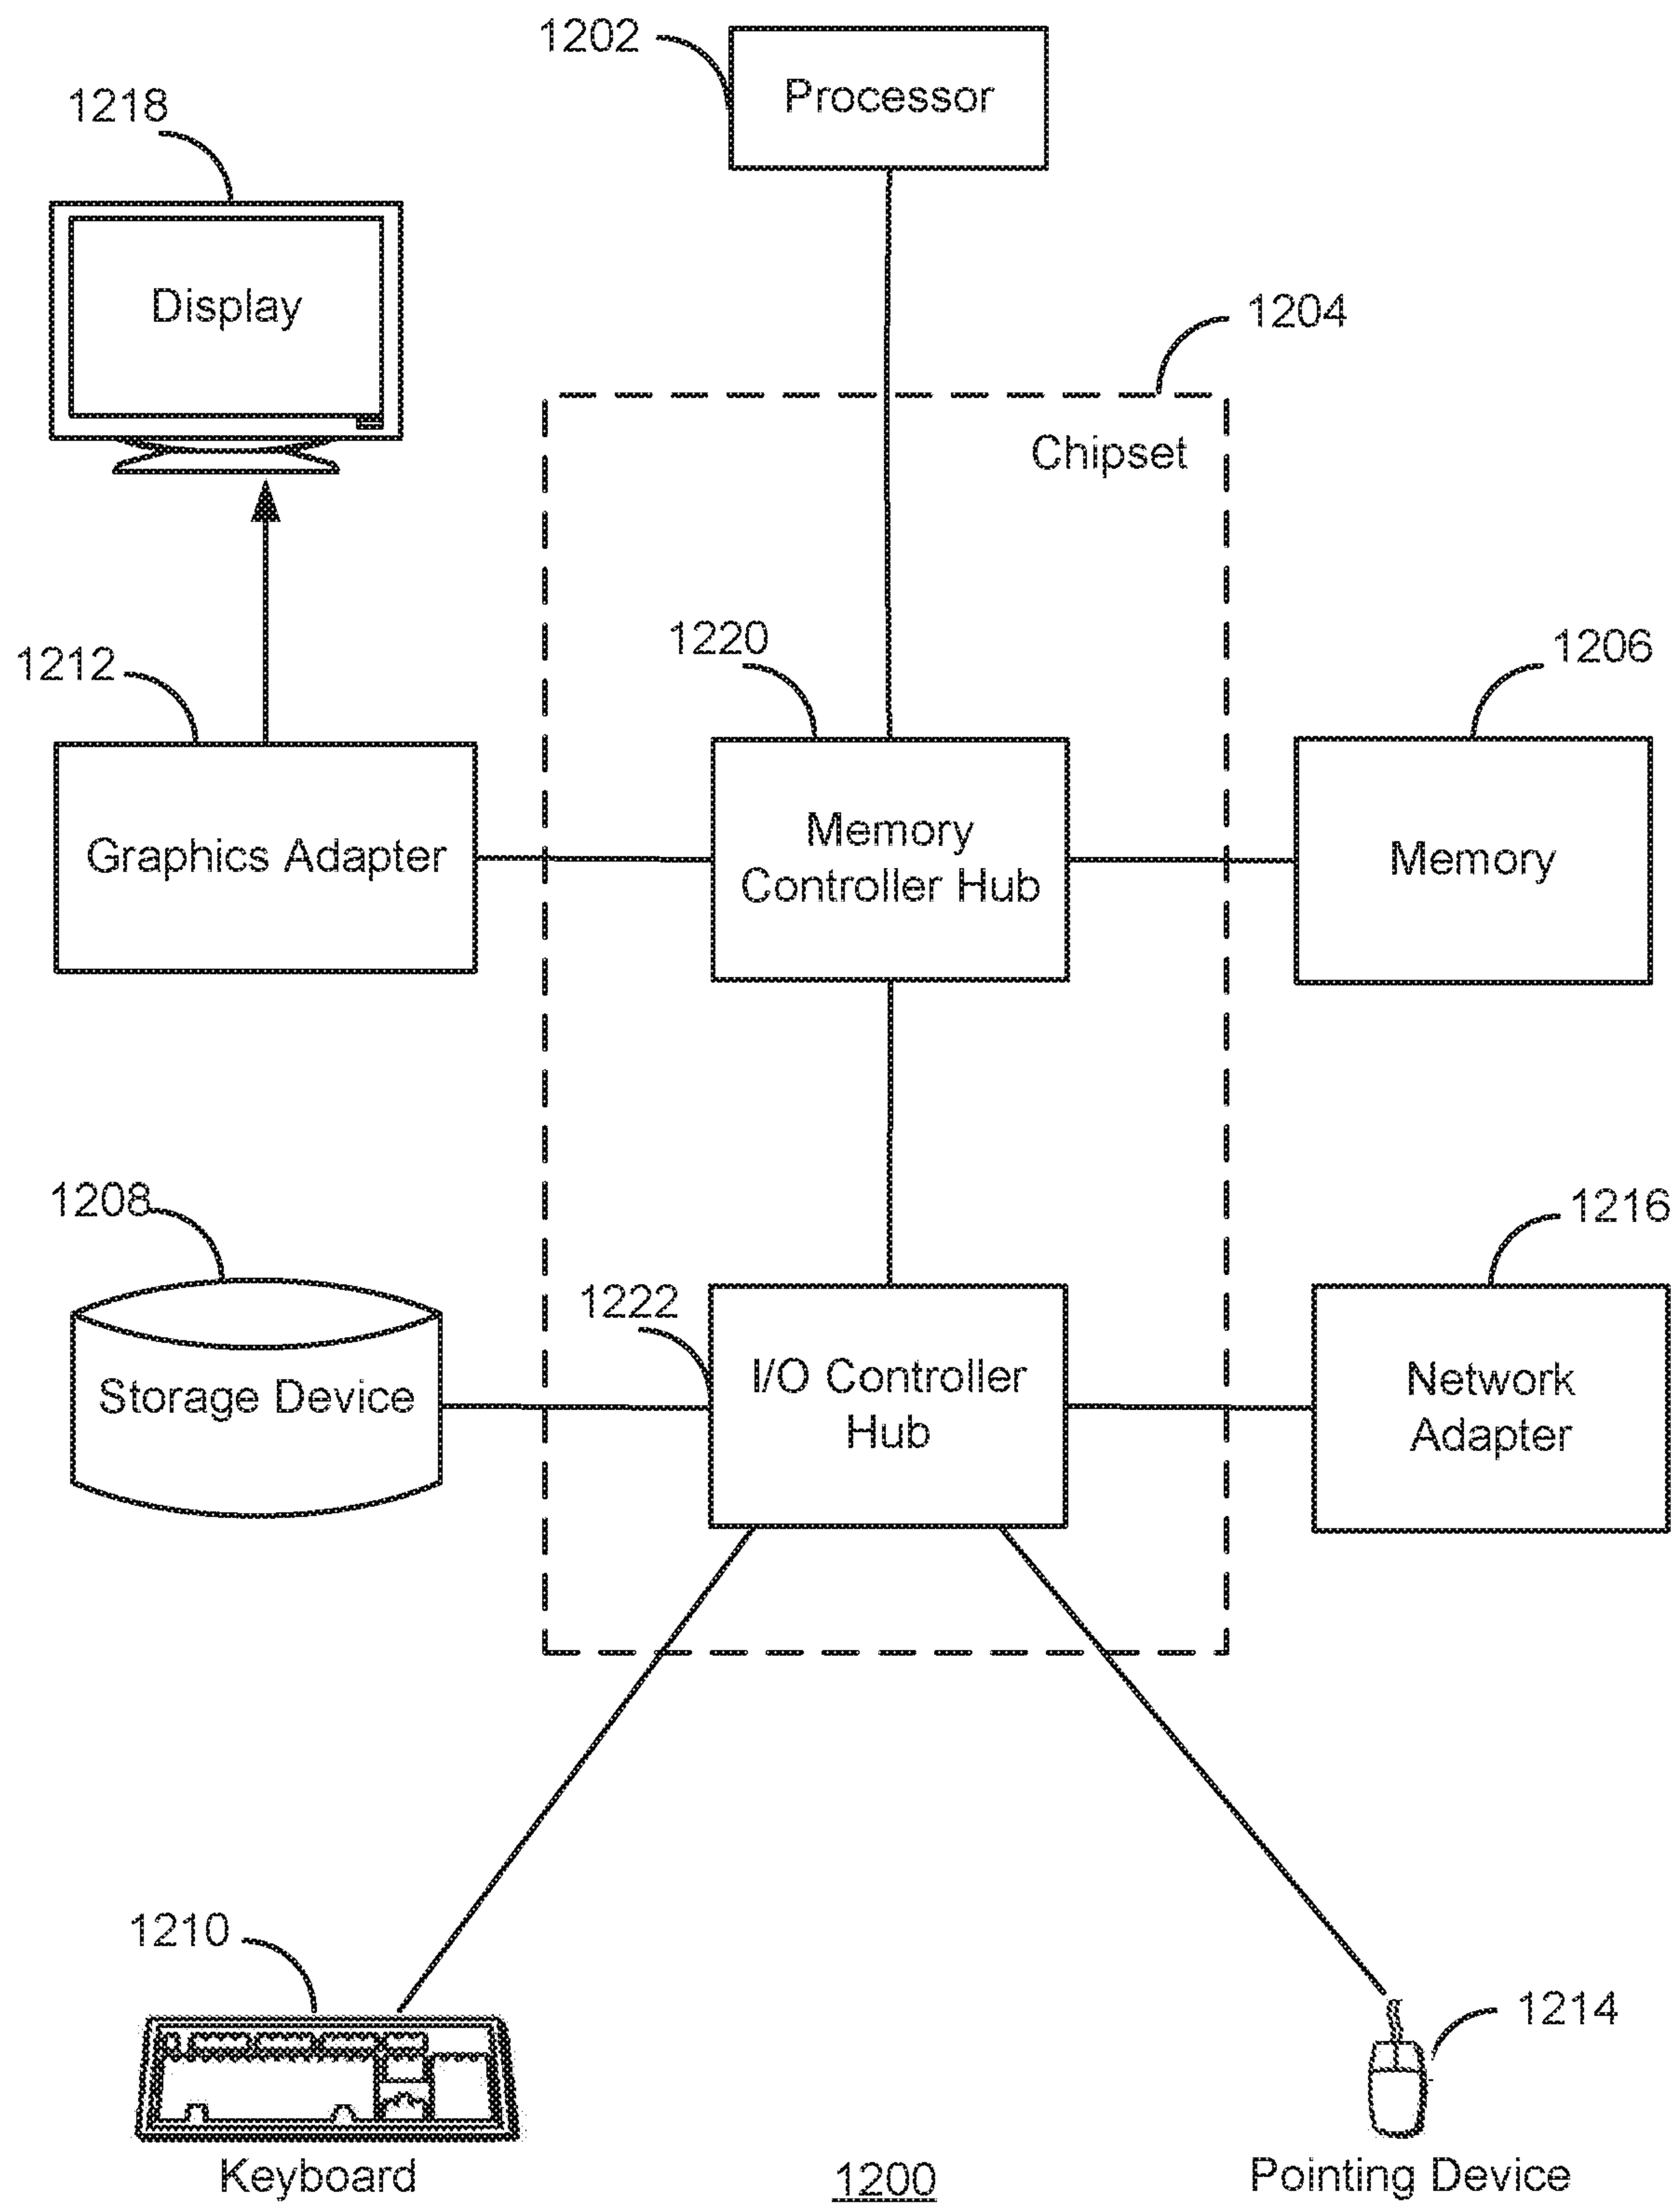 1202
Processor
1218
Display
1204
Chipset
1220
1206
1212
Memory
Controller Hub
Graphics Adapter
Memory
1208
1216
1222
I/O Controller
Hub
Storage Device
Network
Adapter
1210
1214
Keyboard
1200
Pointing Device